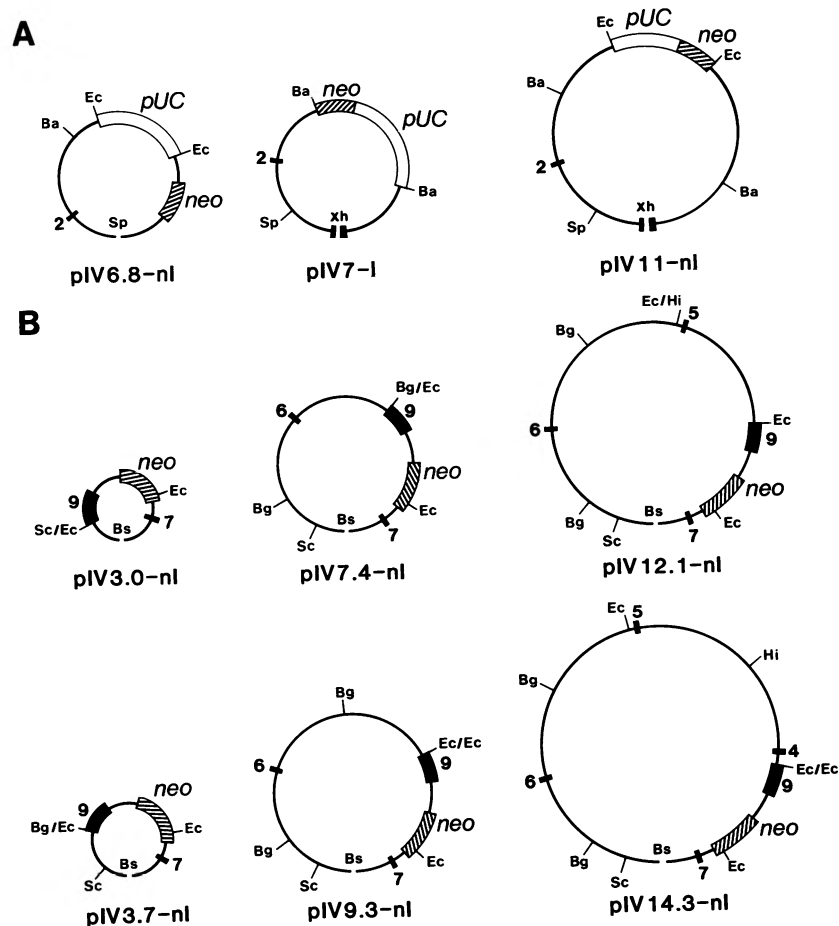 A
Ec pUC neo Ec Ba 2 Sp Xh Ba
pIV11-nl
Ec pUC Ec Ba 2 Sp neo
pIV6.8-nl
Ba neo pUC 2 Sp Xh Ba
pIV7-l
B
Sc/Ec 9 neo Ec 7 Bs
pIV3.0-nl
6 Bg/Ec 9 neo Ec 7 Bs Sc Bg
pIV7.4-nl
Ec/Hi 5 Bg 6 Ec 9 neo Ec 7 Bs Sc Bg
pIV12.1-nl
Bg/Ec 9 neo Ec 7 Bs Sc
pIV3.7-nl
Bg 6 Ec/Ec 9 neo Ec 7 Bs Sc Bg
pIV9.3-nl
Ec 5 Hi Bg 6 4 Ec/Ec 9 neo Ec 7 Bs Sc Bg
pIV14.3-nl